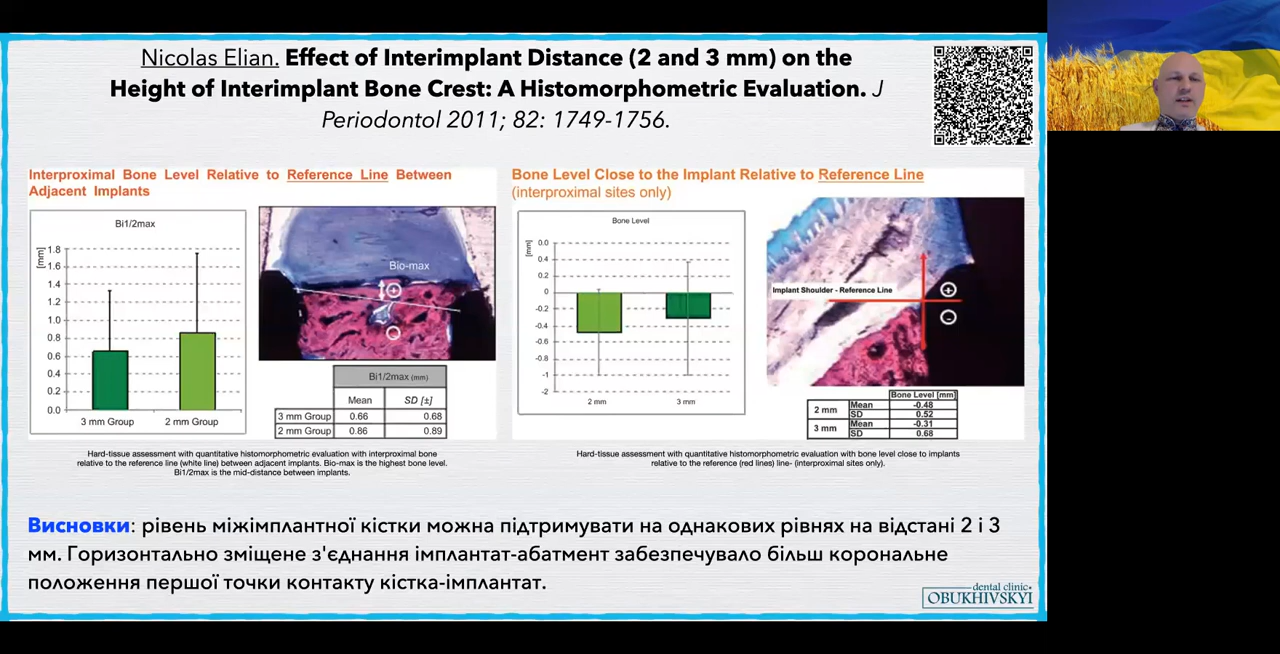 Nicolas Elian. Effect of Interimplant Distance (2 and 3 mm) on the
Height of Interimplant Bone Crest: A Histomorphometric Evaluation. J
Periodontol 2011; 82: 1749-1756.
Interproximal Bone Level Relative to Reference Line Between
Adjacent Implants
Bi1/2max
[mm]
1.8
1.6
1.4
1.2
1.0
0.8
0.6
0.4
0.2
0.0
3 mm Group 2 mm Group
Bio-max
Bi1/2max (mm)
Mean SD [±]
3 mm Group 0.66 0.68
2 mm Group 0.86 0.89
Hard-tissue assessment with quantitative histomorphometric evaluation with interproximal bone
relative to the reference line (white line) between adjacent implants. Bio-max is the highest bone level.
Bi1/2max is the mid-distance between implants.
Bone Level Close to the Implant Relative to Reference Line
(interproximal sites only)
Bone Level
[mm]
0.0
0.4
0.2
0
-0.2
-0.4
-0.6
-0.8
-1
-2
2 mm 3 mm
Implant Shoulder - Reference Line
Bone Level [mm]
2 mm Mean -0.48
SD 0.52
3 mm Mean -0.31
SD 0.68
Hard-tissue assessment with quantitative histomorphometric evaluation with bone level close to implants
relative to the reference (red lines) line- (interproximal sites only).
Висновки: рівень міжімплантної кістки можна підтримувати на однакових рівнях на відстані 2 і 3
мм. Горизонтально зміщене з'єднання імплантат-абатмент забезпечувало більш корональне
положення першої точки контакту кістка-імплантат.
dental clinic
OBUKHIVSKYI